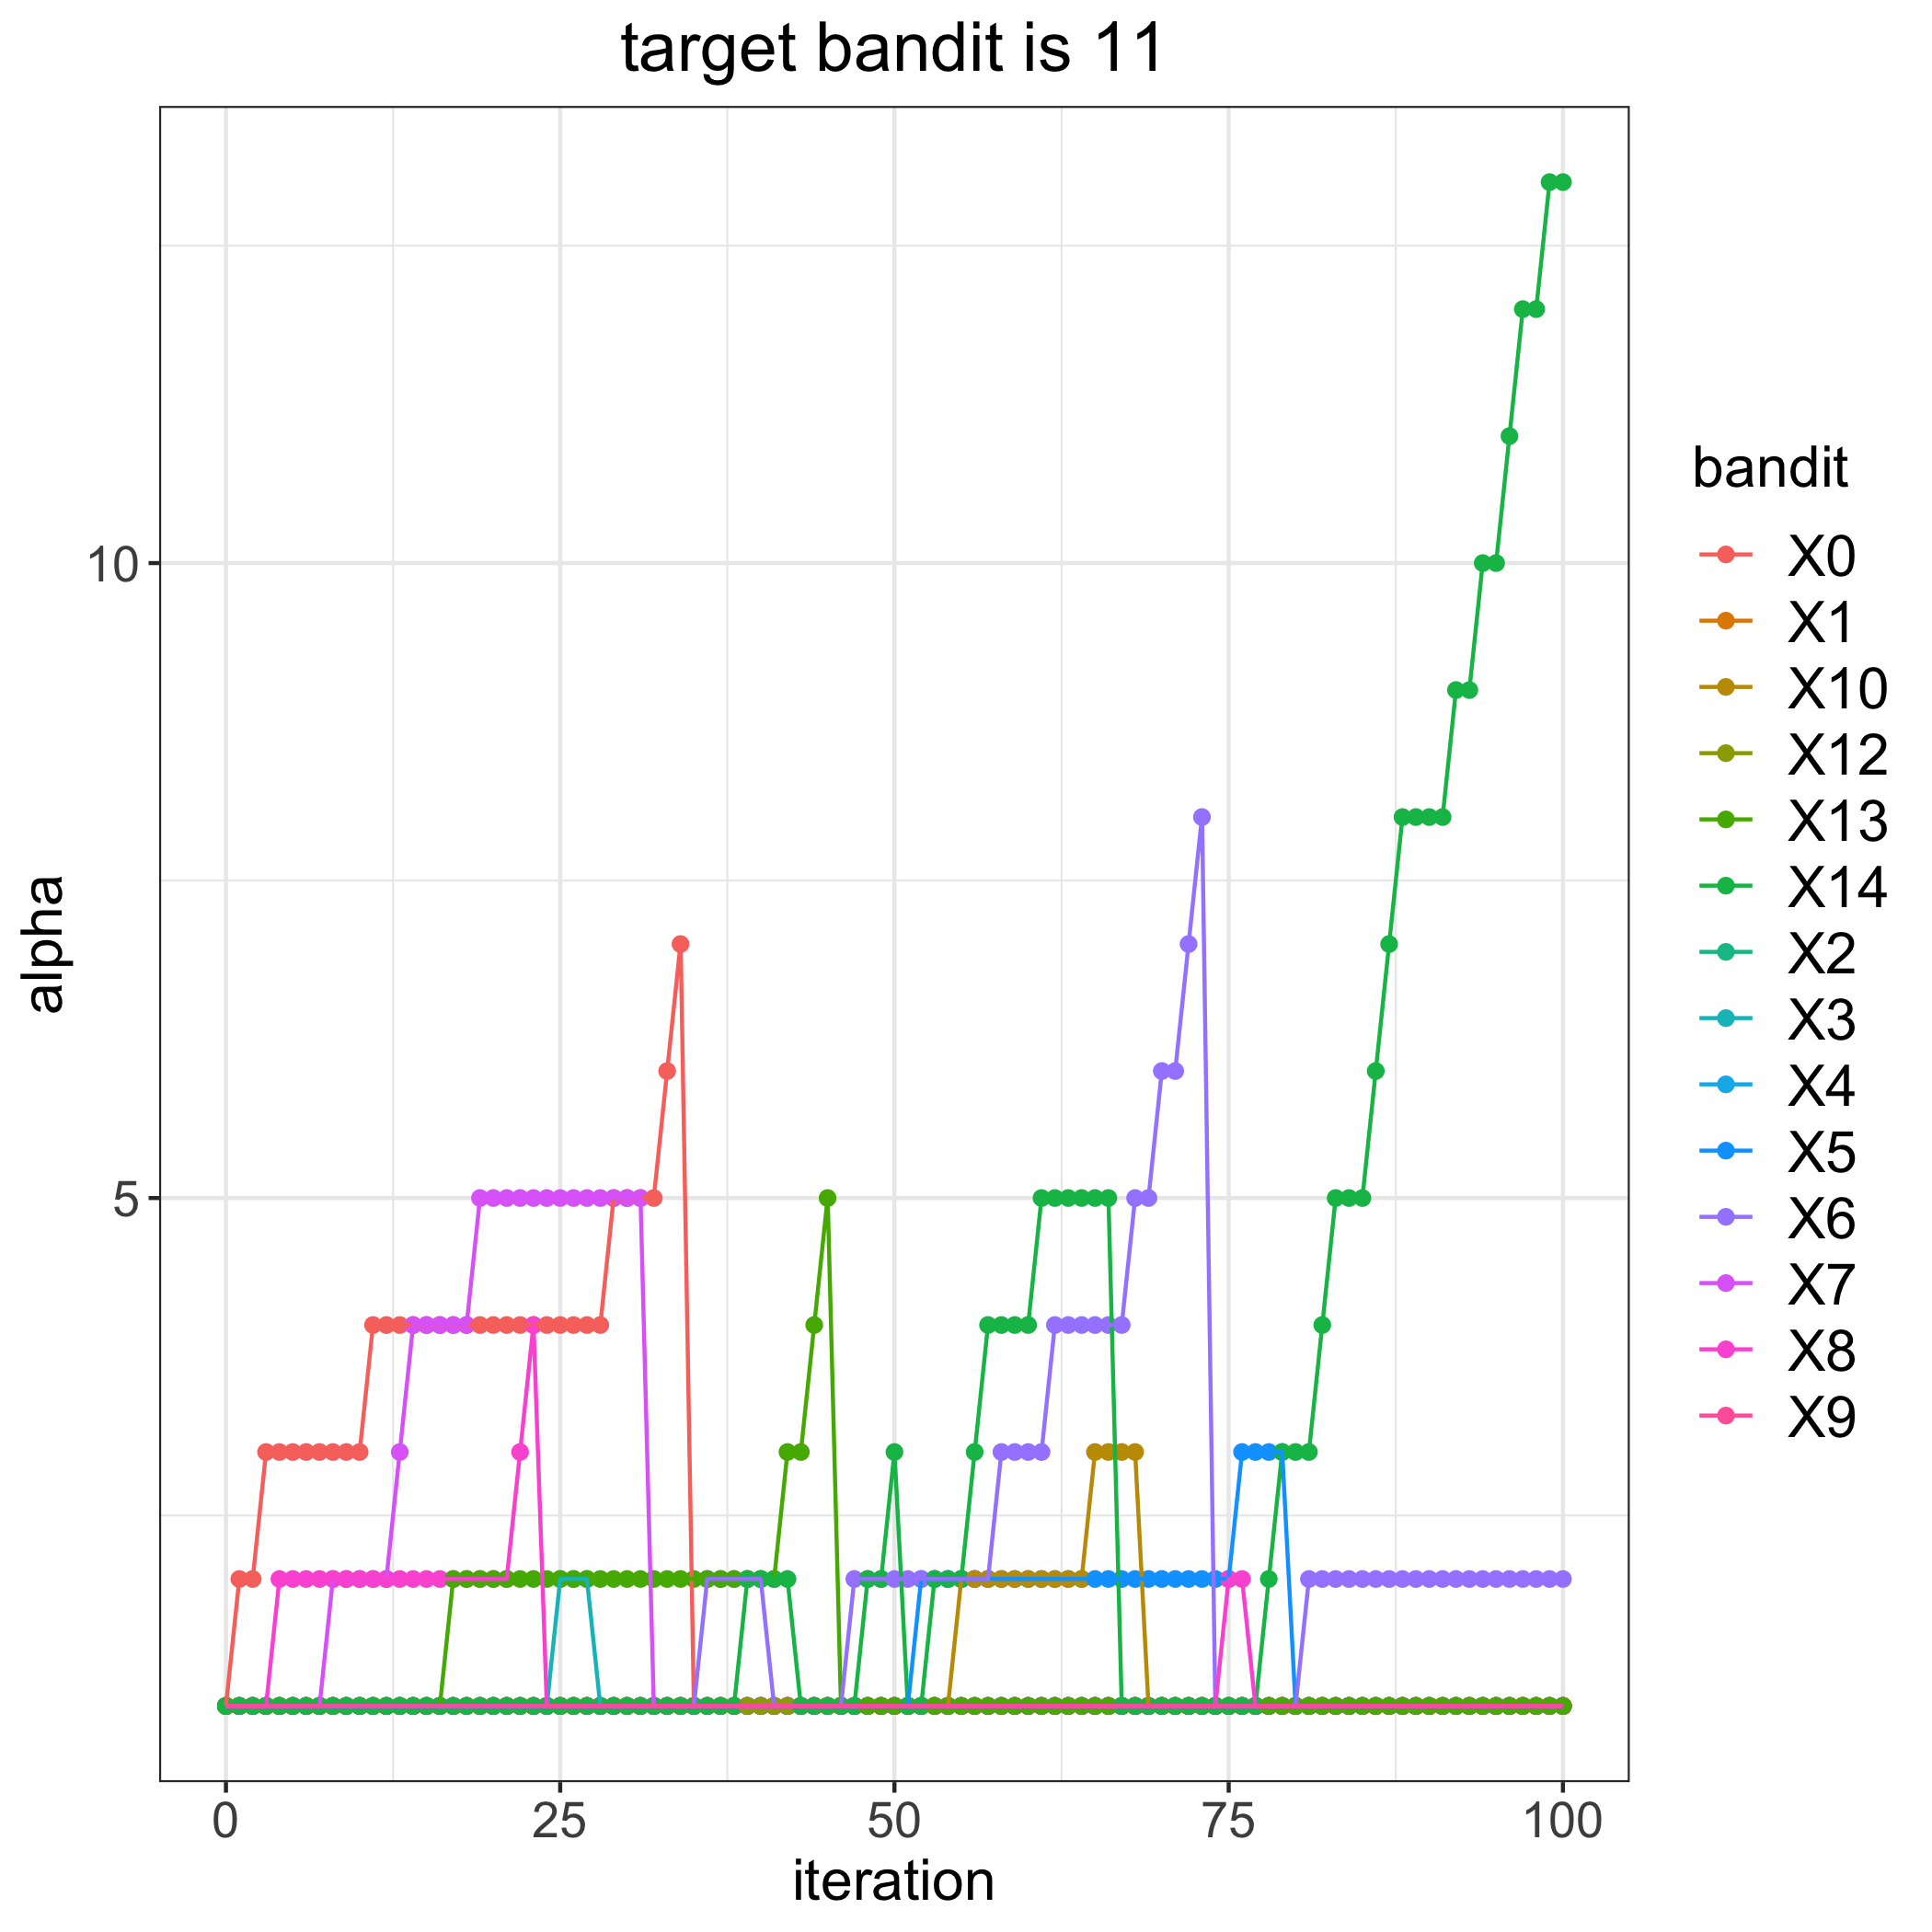 target bandit is 11
alpha
10
5
0 25 50 75 100
iteration
bandit
X0
X1
X10
X12
X13
X14
X2
X3
X4
X5
X6
X7
X8
X9